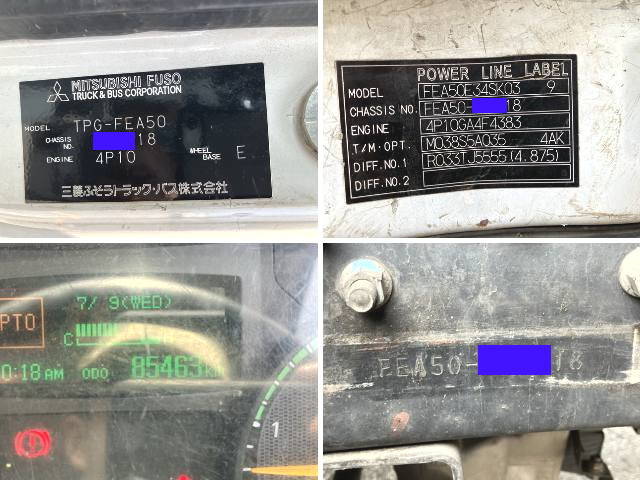 MITSUBISHI FUSO
TRUCK & BUS CORPORATION
MODEL TPG-FEA50
CHASSIS NO. 18
ENGINE 4P10 WHEEL BASE E
三菱ふそうトラック・バス株式会社
POWER LINE LABEL
MODEL FEA50E34SK03 9
CHASSIS NO. FEA50- 18
ENGINE 4P10GA4F4383
T/M·OPT. M038S5A035 4AK
DIFF.NO.1 R033TJ5555(4.875)
DIFF.NO.2
7/ 9(WED)
PTO
C
0:18 AM ODO 85463 km
1
FEA50- 18